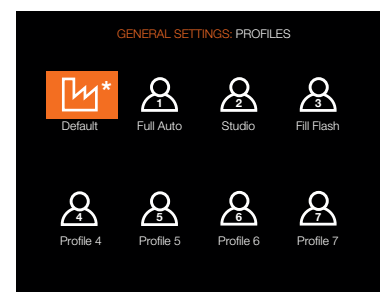 GENERAL SETTINGS: PROFILES
*
1 2 3
Default Full Auto Studio Fill Flash
4 5 6 7
Profile 4 Profile 5 Profile 6 Profile 7